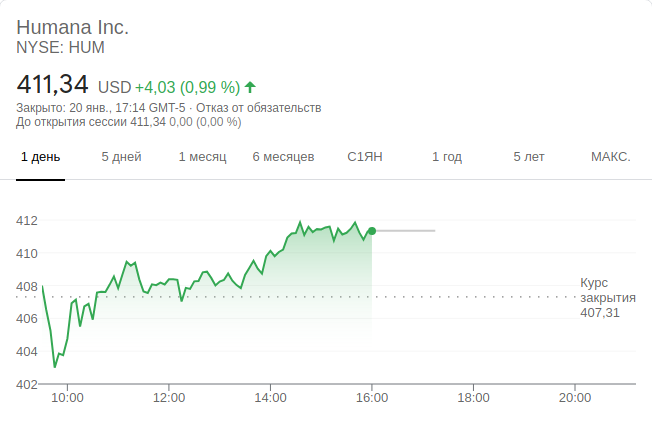 Humana Inc.
NYSE: HUM
411,34 USD +4,03 (0,99 %)
Закрыто: 20 янв., 17:14 GMT-5 · Отказ от обязательств
До открытия сессии 411,34 0,00 (0,00 %)
1 день 5 дней 1 месяц 6 месяцев С1ЯН 1 год 5 лет МАКС.
412
410
408
406
404
402
Курс
закрытия
407,31
10:00 12:00 14:00 16:00 18:00 20:00